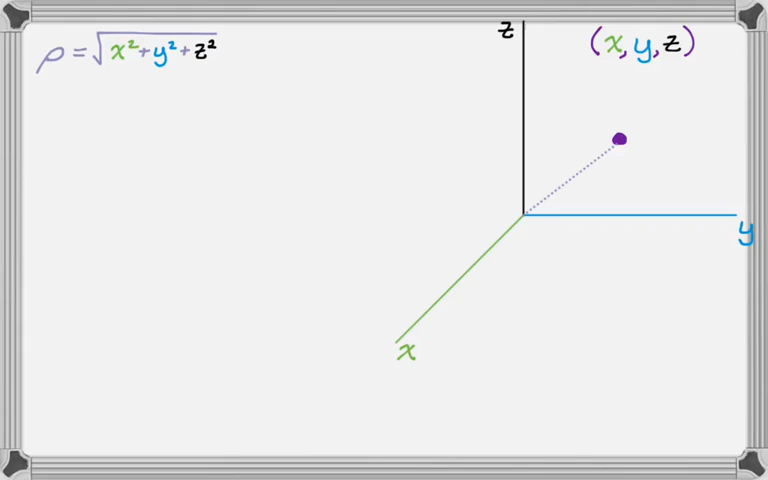 ρ = √x²+y²+z²
z
(x, y, z)
y
x